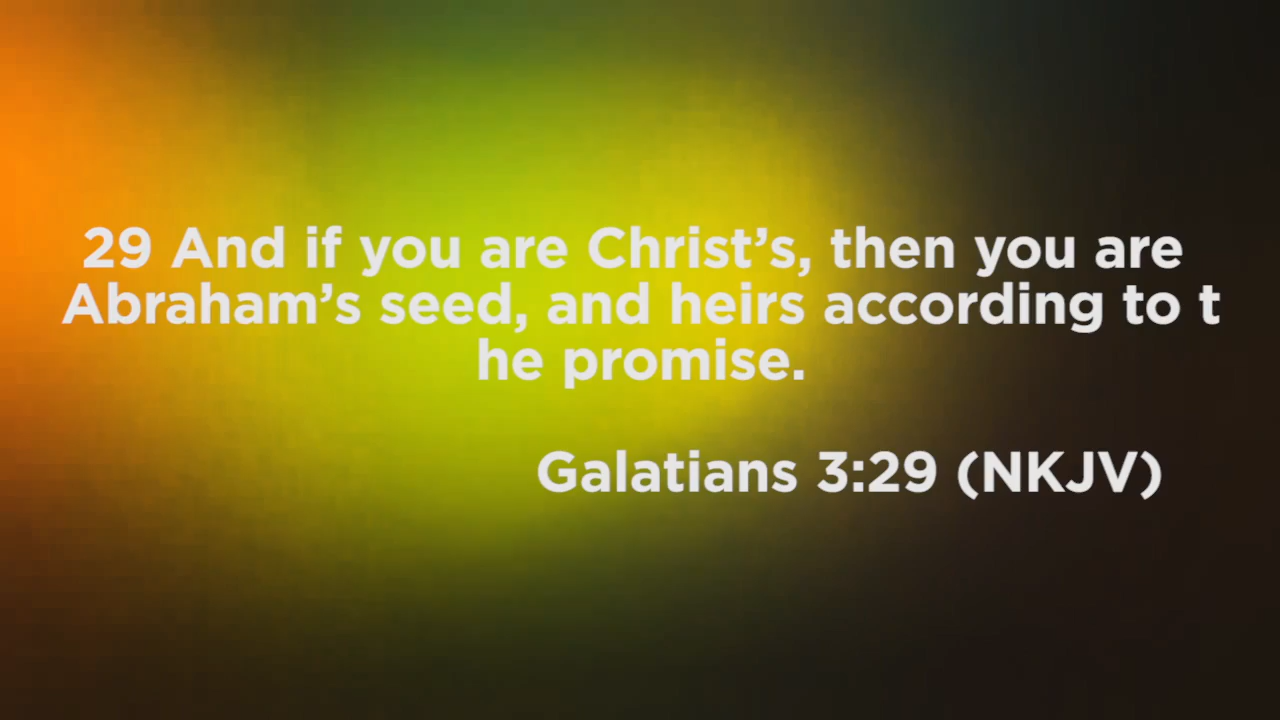 29 And if you are Christ’s, then you are
Abraham’s seed, and heirs according to t
he promise.
Galatians 3:29 (NKJV)